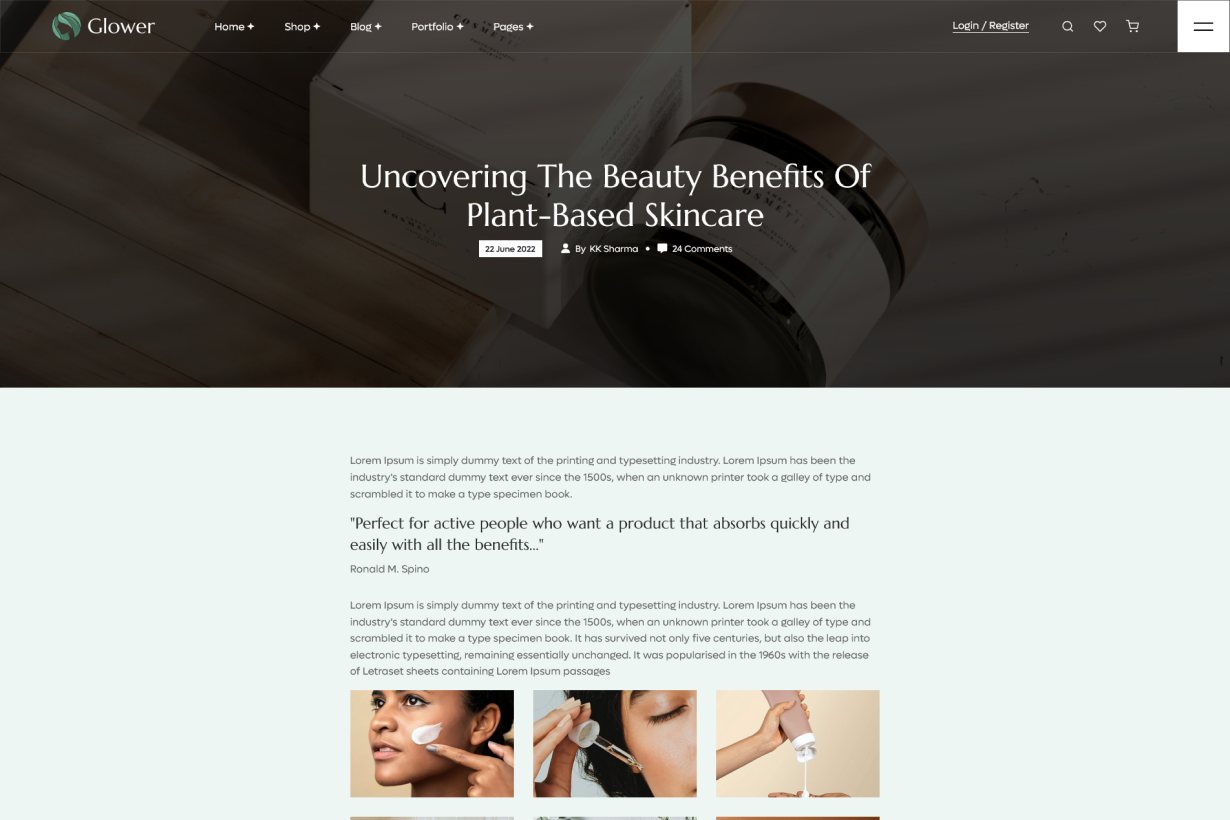 Glower
Home Shop Blog Portfolio Pages
Login / Register
Uncovering The Beauty Benefits Of
Plant-Based Skincare
22 June 2022 By KK Sharma • 24 Comments
Lorem Ipsum is simply dummy text of the printing and typesetting industry. Lorem Ipsum has been the
industry's standard dummy text ever since the 1500s, when an unknown printer took a galley of type and
scrambled it to make a type specimen book.
"Perfect for active people who want a product that absorbs quickly and
easily with all the benefits..."
Ronald M. Spino
Lorem Ipsum is simply dummy text of the printing and typesetting industry. Lorem Ipsum has been the
industry's standard dummy text ever since the 1500s, when an unknown printer took a galley of type and
scrambled it to make a type specimen book. It has survived not only five centuries, but also the leap into
electronic typesetting, remaining essentially unchanged. It was popularised in the 1960s with the release
of Letraset sheets containing Lorem Ipsum passages